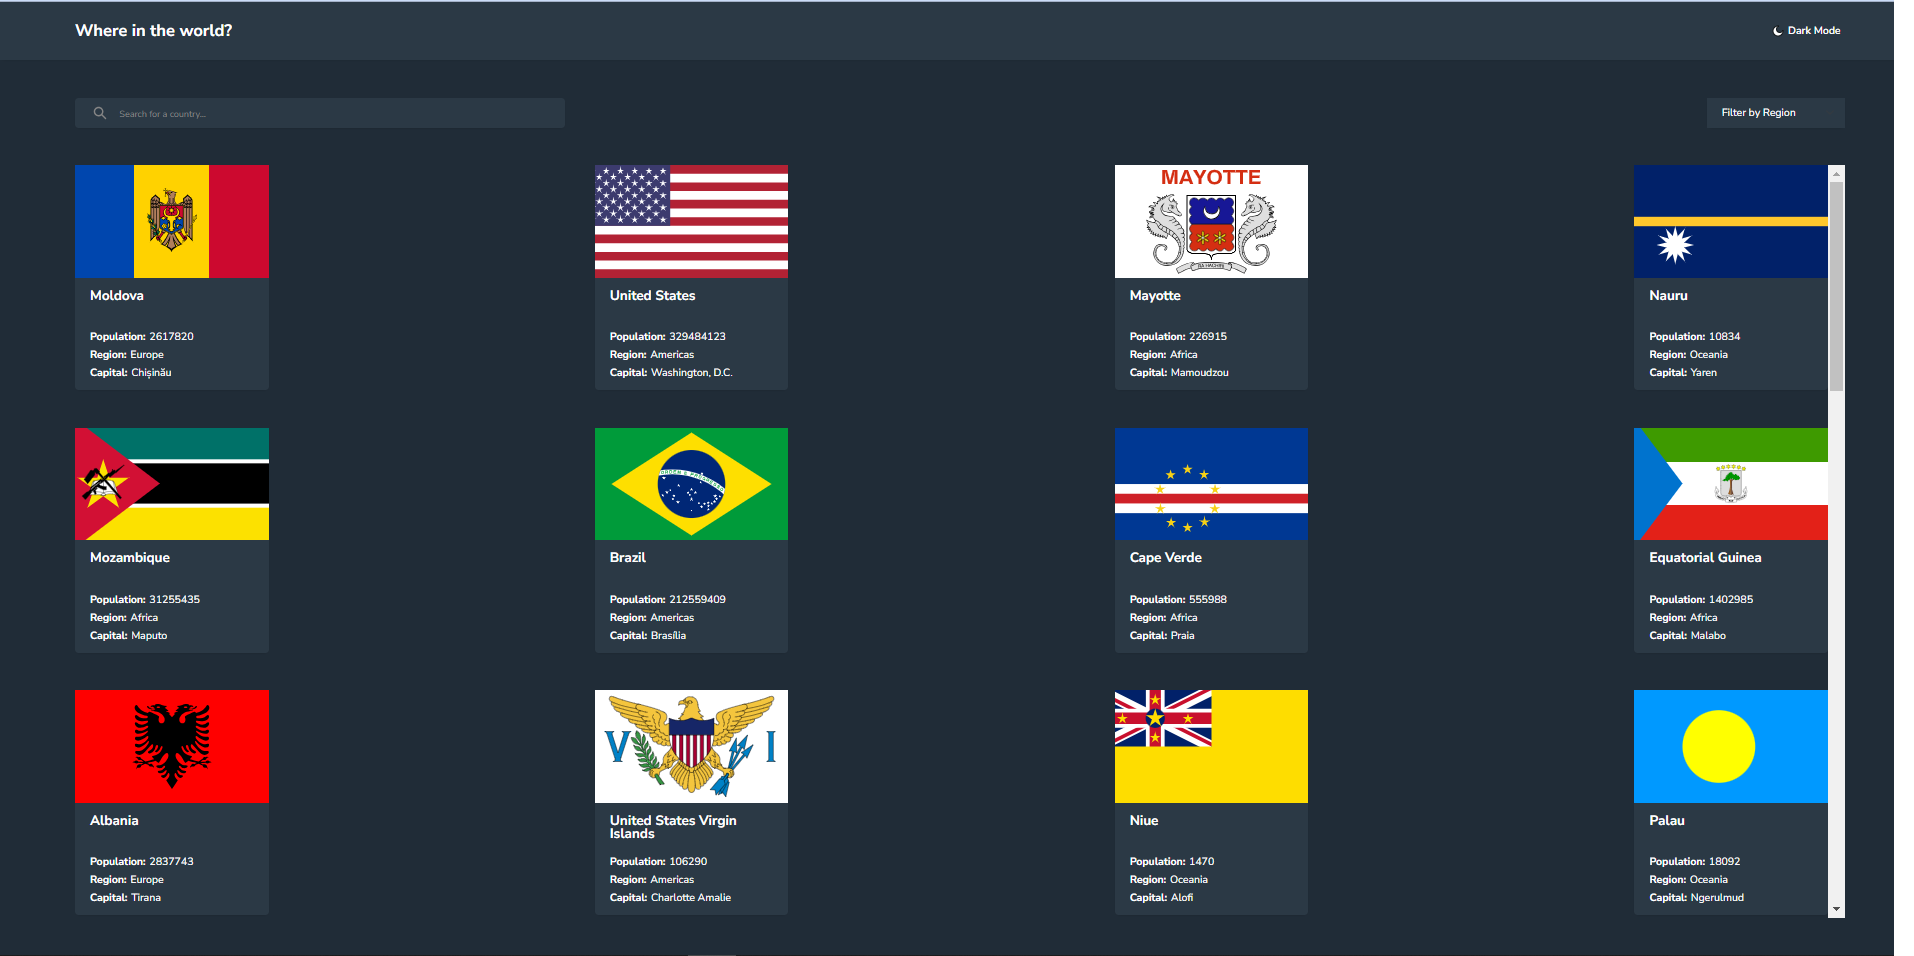 Where in the world?
Dark Mode
Search for a country...
Filter by Region
MAYOTTE
RA HACHIRI
Moldova
Population: 2617820
Region: Europe
Capital: Chișinău
United States
Population: 329484123
Region: Americas
Capital: Washington, D.C.
Mayotte
Population: 226915
Region: Africa
Capital: Mamoudzou
Nauru
Population: 10834
Region: Oceania
Capital: Yaren
ORDEM E PROGRESSO
Mozambique
Population: 31255435
Region: Africa
Capital: Maputo
Brazil
Population: 212559409
Region: Americas
Capital: Brasília
Cape Verde
Population: 555988
Region: Africa
Capital: Praia
Equatorial Guinea
Population: 1402985
Region: Africa
Capital: Malabo
V I
Albania
Population: 2837743
Region: Europe
Capital: Tirana
United States Virgin
Islands
Population: 106290
Region: Americas
Capital: Charlotte Amalie
Niue
Population: 1470
Region: Oceania
Capital: Alofi
Palau
Population: 18092
Region: Oceania
Capital: Ngerulmud